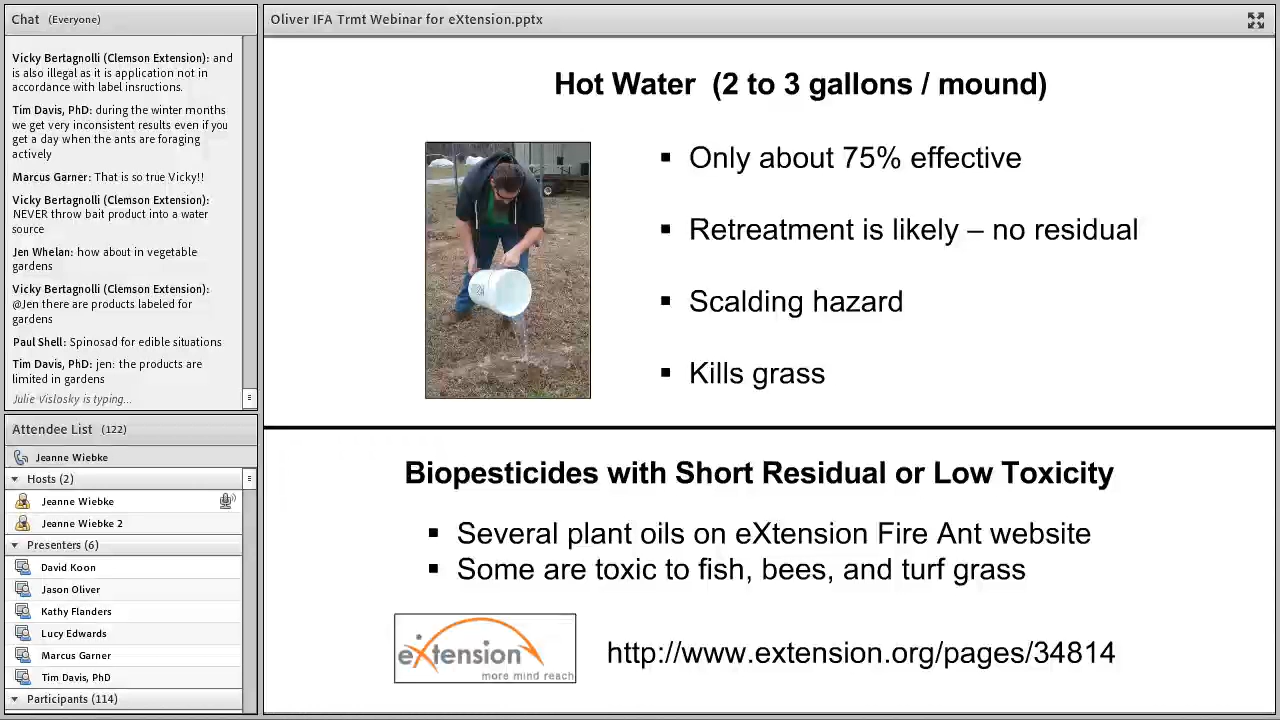 Chat (Everyone)
Vicky Bertagnolli (Clemson Extension): and
is also illegal as it is application not in
accordance with label insructions.
Tim Davis, PhD: during the winter months
we get very inconsistent results even if you
get a day when the ants are foraging
actively
Marcus Garner: That is so true Vicky!!
Vicky Bertagnolli (Clemson Extension):
NEVER throw bait product into a water
source
Jen Whelan: how about in vegetable
gardens
Vicky Bertagnolli (Clemson Extension):
@Jen there are products labeled for
gardens
Paul Shell: Spinosad for edible situations
Tim Davis, PhD: jen: the products are
limited in gardens
Julie Vislosky is typing...
Attendee List (122)
Jeanne Wiebke
Hosts (2)
Jeanne Wiebke
Jeanne Wiebke 2
Presenters (6)
David Koon
Jason Oliver
Kathy Flanders
Lucy Edwards
Marcus Garner
Tim Davis, PhD
Participants (114)
Oliver IFA Trmt Webinar for eXtension.pptx
Hot Water (2 to 3 gallons / mound)
▪ Only about 75% effective
▪ Retreatment is likely – no residual
▪ Scalding hazard
▪ Kills grass
Biopesticides with Short Residual or Low Toxicity
▪ Several plant oils on eXtension Fire Ant website
▪ Some are toxic to fish, bees, and turf grass
eXtension
more mind reach
http://www.extension.org/pages/34814